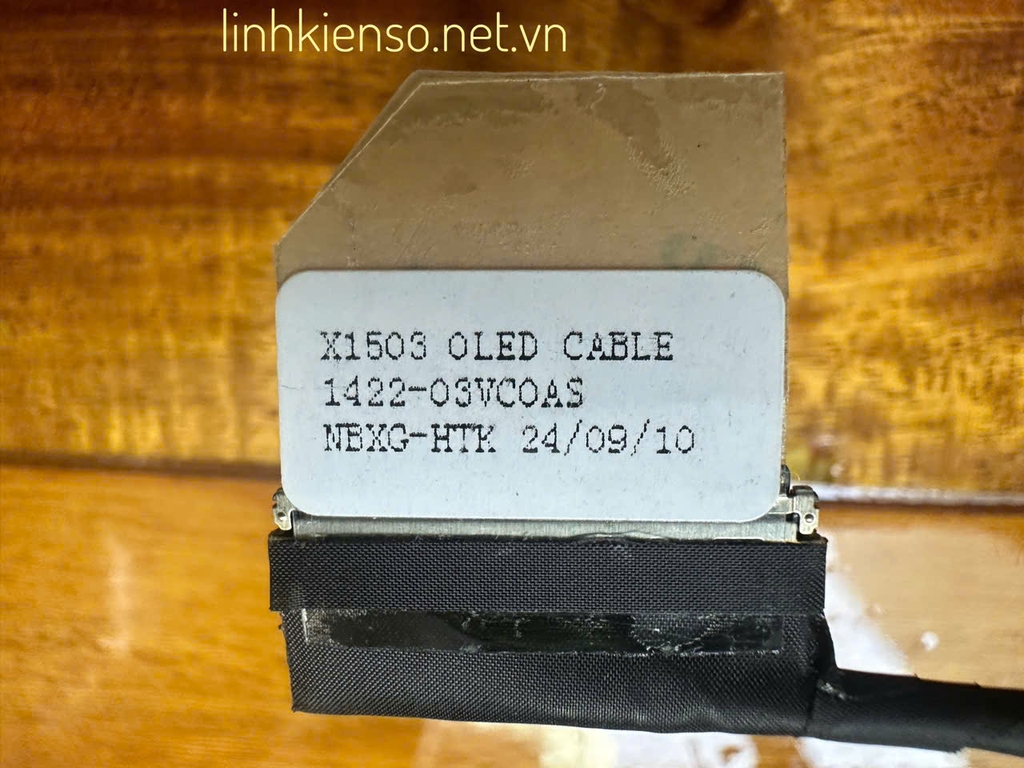 linhkienso.net.vn
X1503 OLED CABLE
1422-03VC0AS
NBXG-HTK 24/09/10